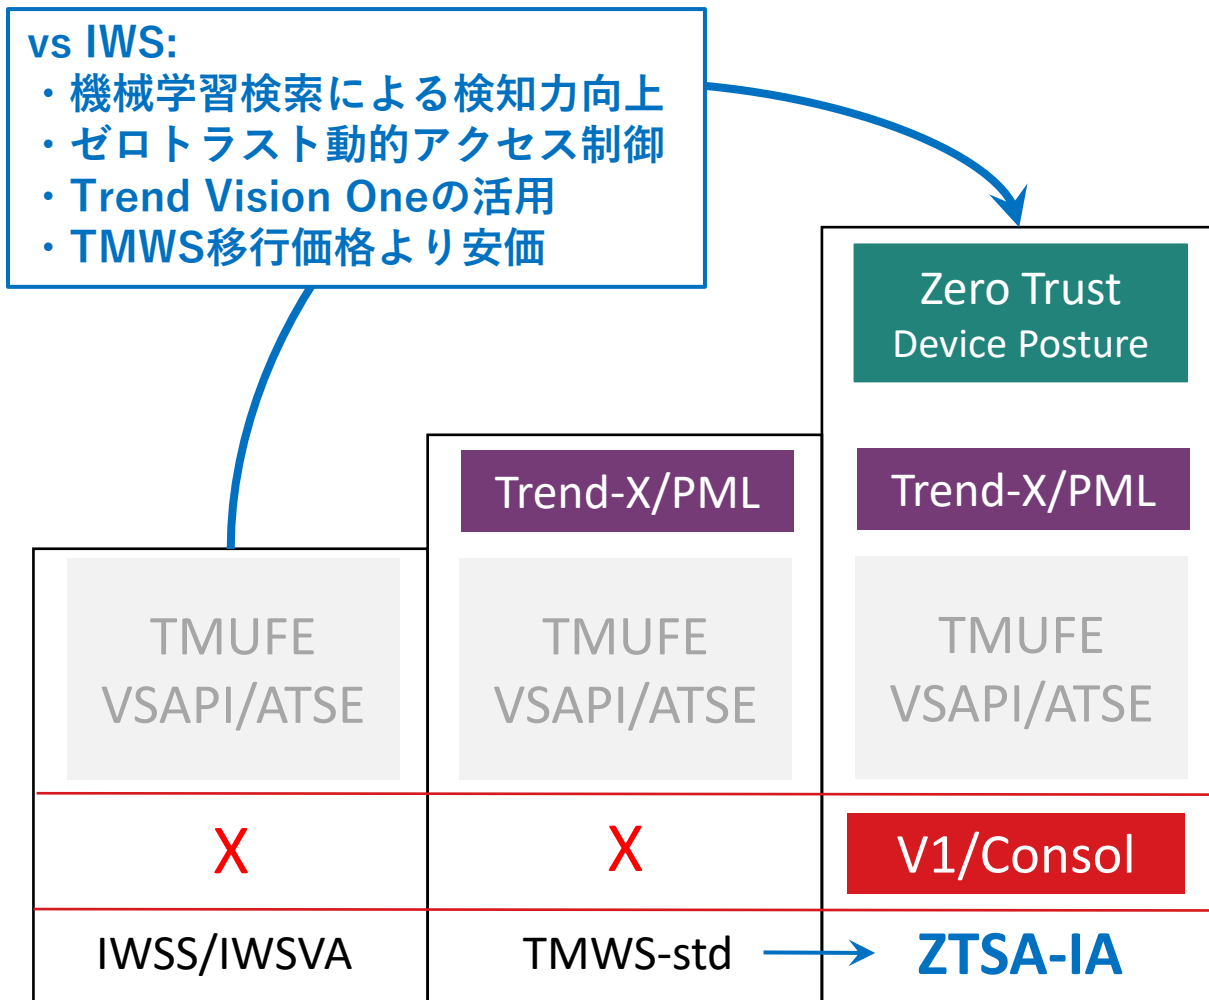 vs IWS:
・機械学習検索による検知力向上
・ゼロトラスト動的アクセス制御
・Trend Vision Oneの活用
・TMWS移行価格より安価
Zero Trust
Device Posture
Trend-X/PML
Trend-X/PML
TMUFE
VSAPI/ATSE
TMUFE
VSAPI/ATSE
TMUFE
VSAPI/ATSE
X
X
V1/Consol
IWSS/IWSVA
TMWS-std
ZTSA-IA